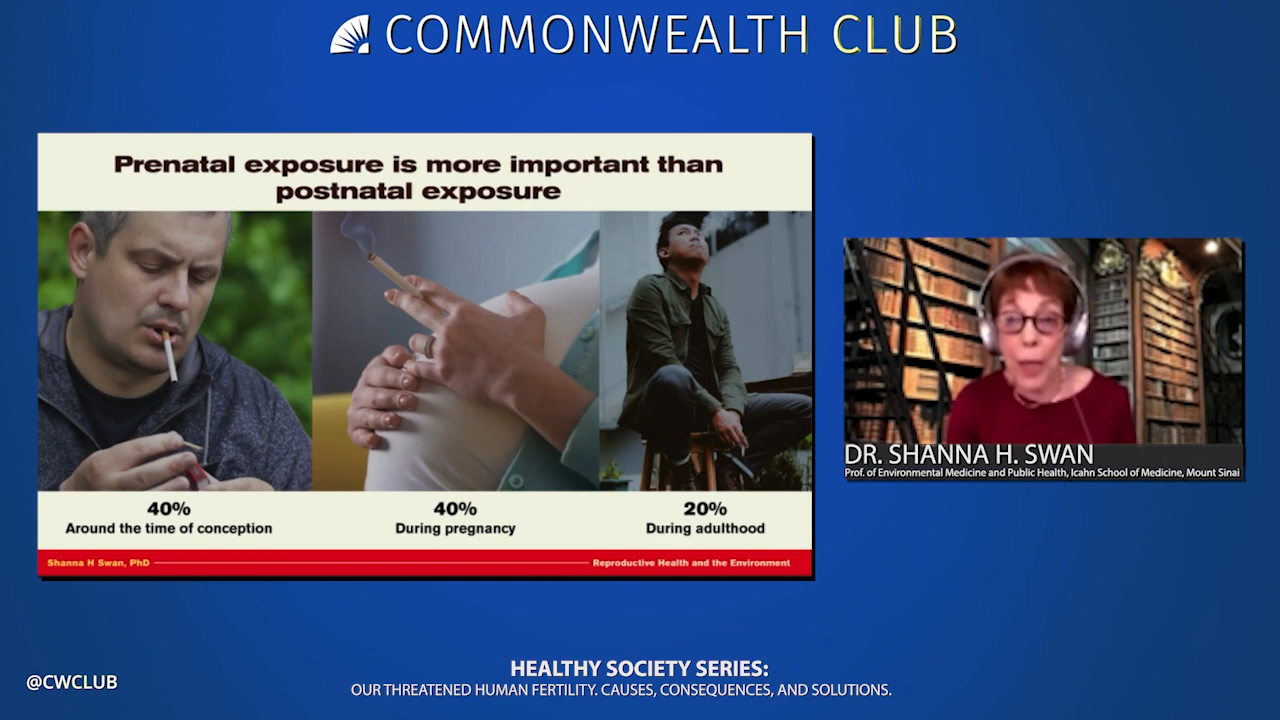 COMMONWEALTH CLUB
Prenatal exposure is more important than
postnatal exposure
40%
Around the time of conception
40%
During pregnancy
20%
During adulthood
Shanna H Swan, PhD
Reproductive Health and the Environment
DR. SHANNA H. SWAN
Prof. of Environmental Medicine and Public Health, Icahn School of Medicine, Mount Sinai
HEALTHY SOCIETY SERIES:
OUR THREATENED HUMAN FERTILITY. CAUSES, CONSEQUENCES, AND SOLUTIONS.
@CWCLUB